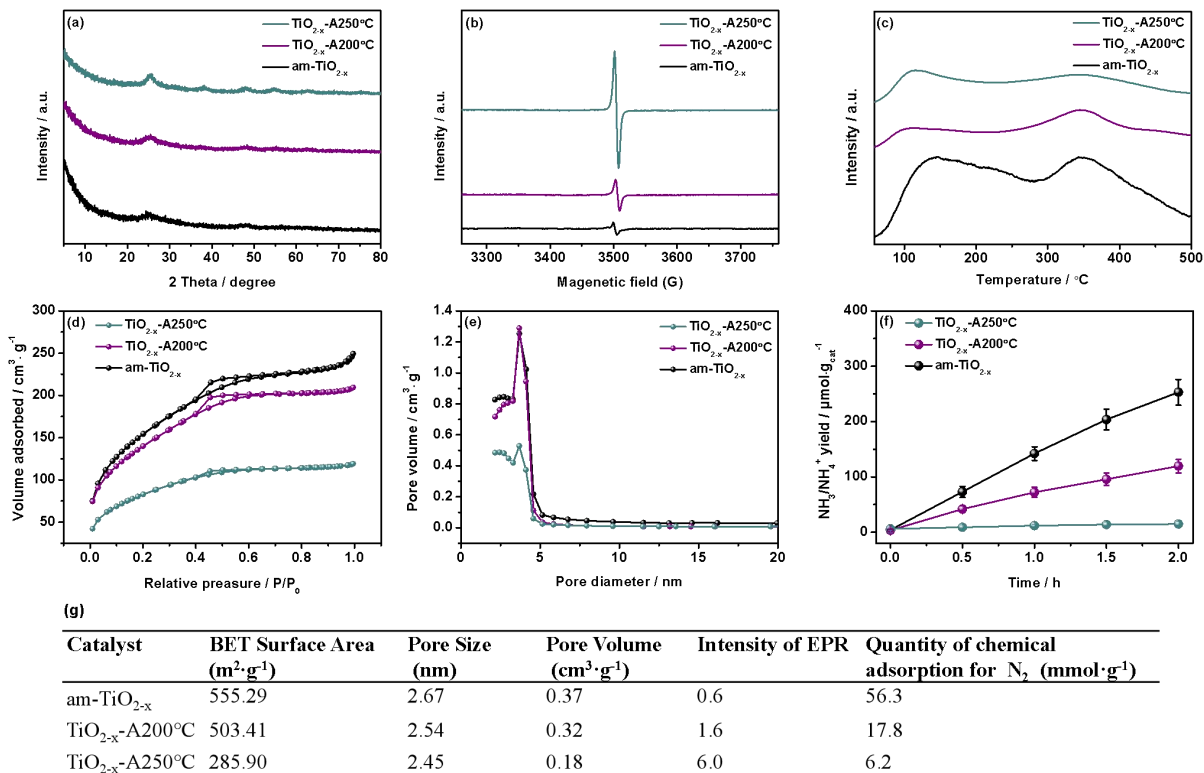 (a)
TiO2-x-A250°C
TiO2-x-A200°C
am-TiO2-x
Intensity / a.u.
10 20 30 40 50 60 70 80
2 Theta / degree
(b)
TiO2-x-A250°C
TiO2-x-A200°C
am-TiO2-x
Intensity / a.u.
3300 3400 3500 3600 3700
Magenetic field (G)
(c)
TiO2-x-A250°C
TiO2-x-A200°C
am-TiO2-x
Intensity / a.u.
100 200 300 400 500
Temperature / °C
(d)
TiO2-x-A250°C
TiO2-x-A200°C
am-TiO2-x
Volume adsorbed / cm³· g⁻¹
300
250
200
150
100
50
0.0 0.2 0.4 0.6 0.8 1.0
Relative preasure / P/P0
(e)
TiO2-x-A250°C
TiO2-x-A200°C
am-TiO2-x
Pore volume / cm³· g⁻¹
1.4
1.2
1.0
0.8
0.6
0.4
0.2
0.0
0 5 10 15 20
Pore diameter / nm
(f)
TiO2-x-A250°C
TiO2-x-A200°C
am-TiO2-x
NH3/NH4⁺ yield / μmol·gcat⁻¹
400
300
200
100
0
0.0 0.5 1.0 1.5 2.0
Time / h
(g)
Catalyst BET Surface Area Pore Size Pore Volume Intensity of EPR Quantity of chemical
(m²·g⁻¹) (nm) (cm³·g⁻¹) adsorption for N2 (mmol·g⁻¹)
am-TiO2-x 555.29 2.67 0.37 0.6 56.3
TiO2-x-A200°C 503.41 2.54 0.32 1.6 17.8
TiO2-x-A250°C 285.90 2.45 0.18 6.0 6.2